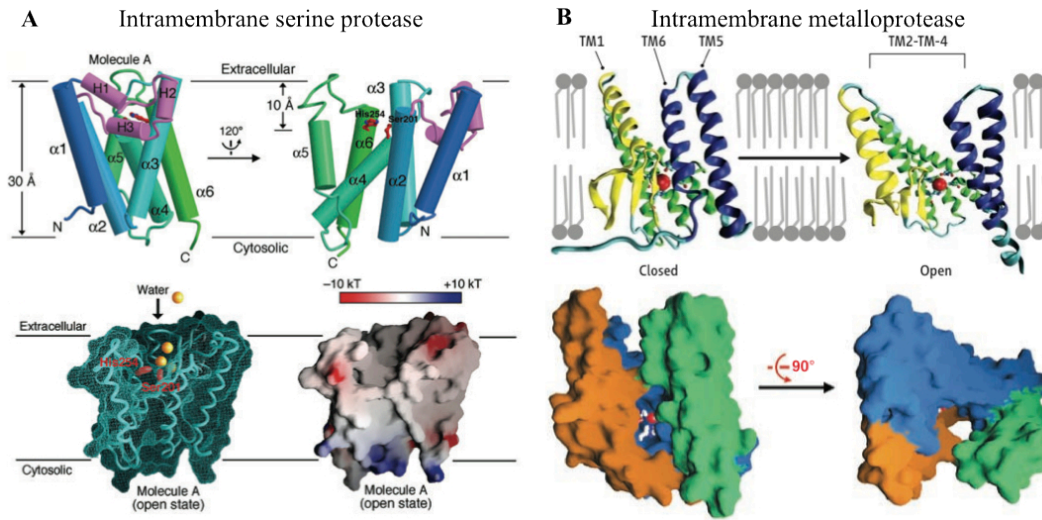 A
Intramembrane serine protease
Molecule A
Extracellular
H1
H2
H3
10 Å
α3
His254
Ser201
α1
α5
α3
120°
α5
α6
α1
30 Å
α6
α4
α2
α4
α2
N
N
C
Cytosolic
C
Water
–10 kT
+10 kT
Extracellular
His254
Ser201
Cytosolic
Molecule A
(open state)
Molecule A
(open state)
B
Intramembrane metalloprotease
TM1
TM6
TM5
TM2-TM-4
Closed
Open
90°